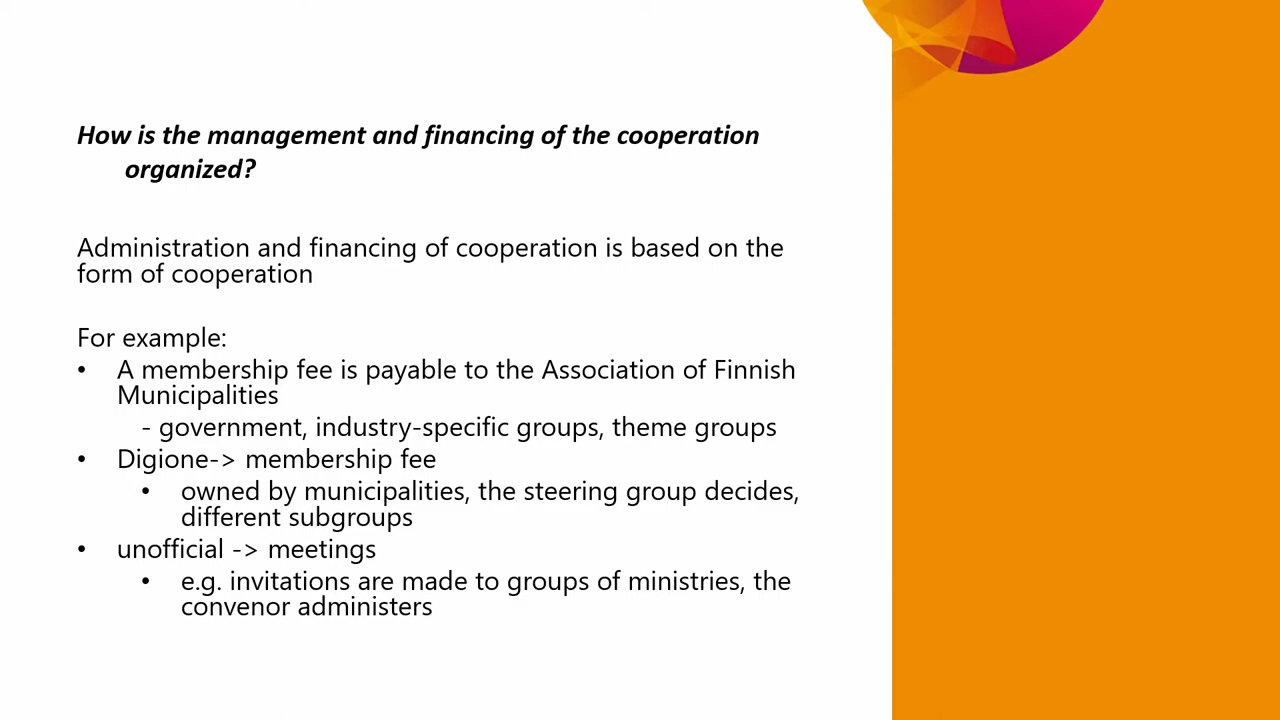 How is the management and financing of the cooperation
organized?
Administration and financing of cooperation is based on the
form of cooperation
For example:
• A membership fee is payable to the Association of Finnish
Municipalities
- government, industry-specific groups, theme groups
• Digione-> membership fee
• owned by municipalities, the steering group decides,
different subgroups
• unofficial -> meetings
• e.g. invitations are made to groups of ministries, the
convenor administers